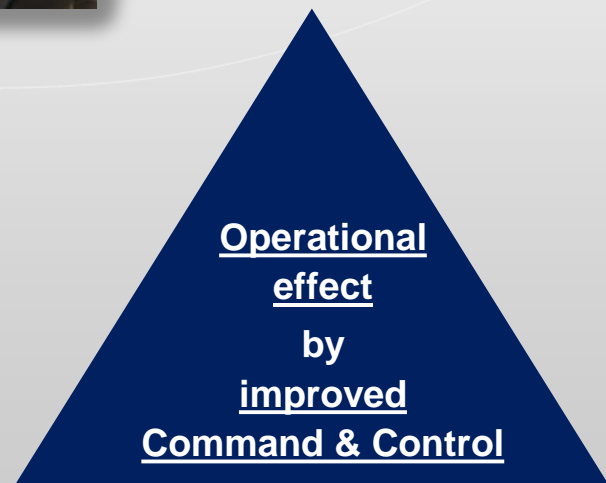 Operational
effect
by
improved
Command & Control